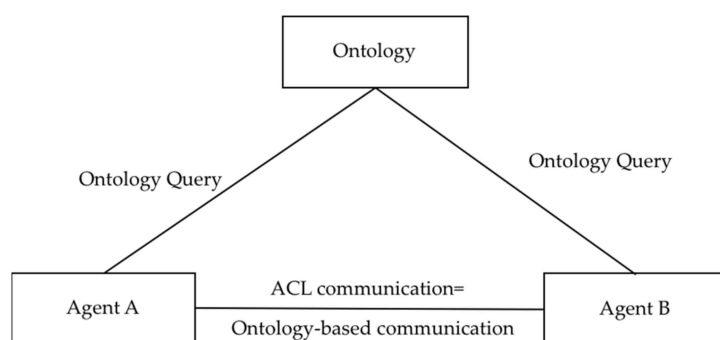 Ontology
Ontology Query
Ontology Query
ACL communication=
Agent A
Agent B
Ontology-based communication